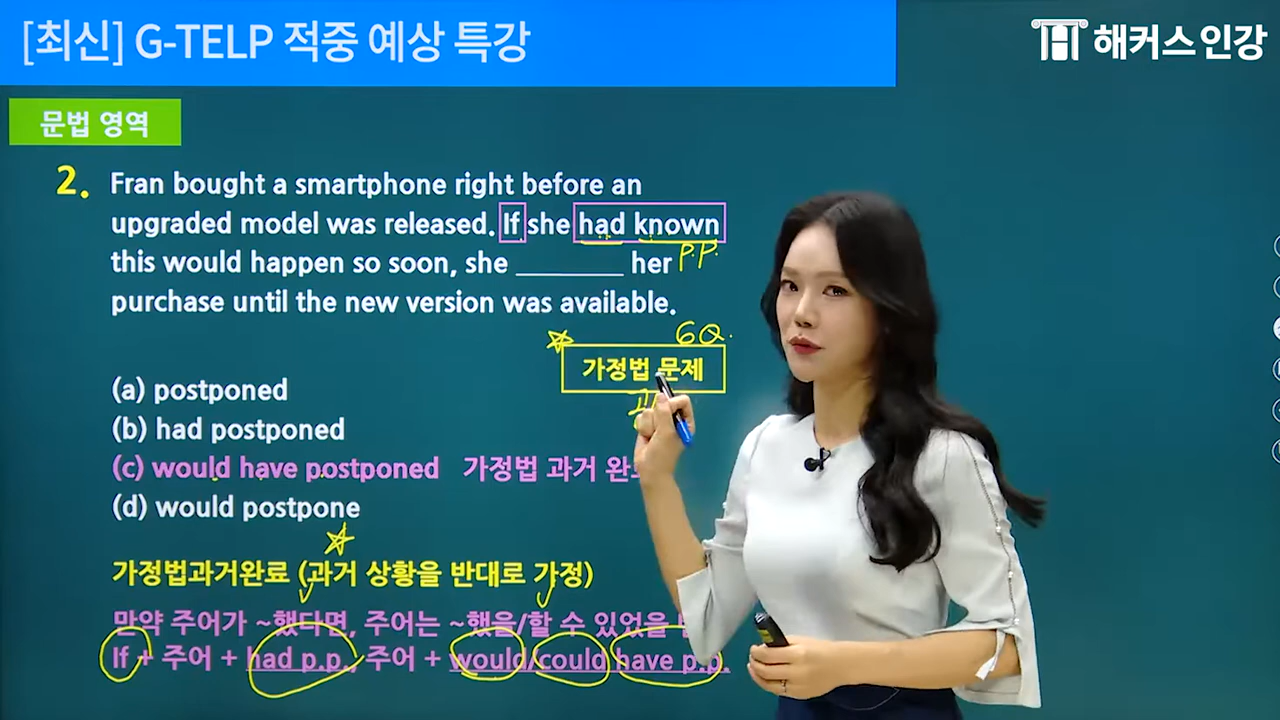 [최신] G-TELP 적중 예상 특강
해커스인강
문법 영역
2. Fran bought a smartphone right before an
upgraded model was released. If she had known
P.P.
this would happen so soon, she ________ her
purchase until the new version was available.
6Q.
가정법 문제
(a) postponed
(b) had postponed
(c) would have postponed 가정법 과거
(d) would postpone
가정법과거완료 (과거 상황을 반대로 가정)
만약 주어가 ~했다면, 주어는 ~했을/할 수 있었을
If + 주어 + had p.p., 주어 + would/could have p.p.